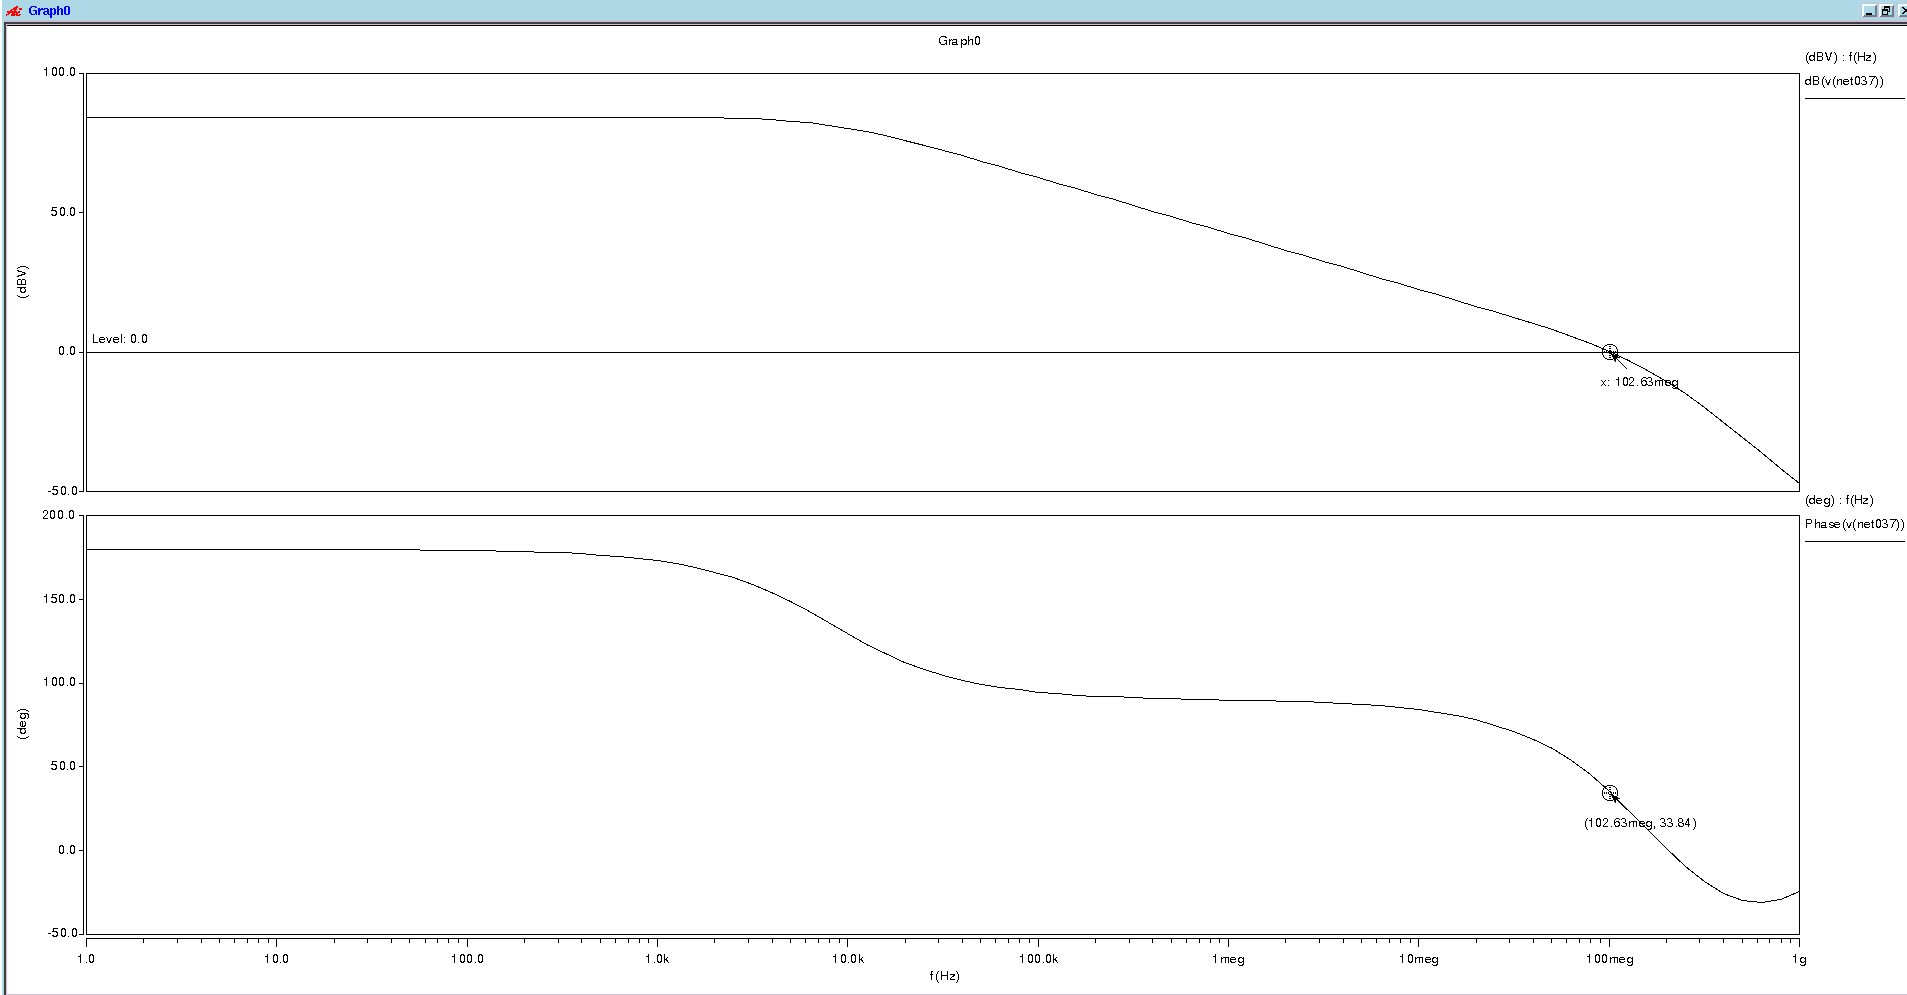 Graph0
Graph0
(dBV) : f(Hz)
dB(v(net037))
100.0
50.0
(dBV)
Level: 0.0
0.0
x: 102.63meg
-50.0
(deg) : f(Hz)
Phase(v(net037))
200.0
150.0
100.0
(deg)
50.0
(102.63meg, 33.84)
0.0
-50.0
1.0 10.0 100.0 1.0k 10.0k 100.0k 1meg 10meg 100meg 1g
f(Hz)